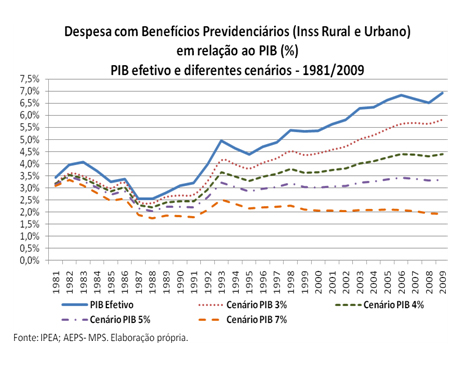 Despesa com Benefícios Previdenciários (Inss Rural e Urbano)
em relação ao PIB (%)
PIB efetivo e diferentes cenários - 1981/2009
7,5%
7,0%
6,5%
6,0%
5,5%
5,0%
4,5%
4,0%
3,5%
3,0%
2,5%
2,0%
1,5%
1,0%
0,5%
0,0%
1981 1982 1983 1984 1985 1986 1987 1988 1989 1990 1991 1992 1993 1994 1995 1996 1997 1998 1999 2000 2001 2002 2003 2004 2005 2006 2007 2008 2009
PIB Efetivo Cenário PIB 3% Cenário PIB 4%
Cenário PIB 5% Cenário PIB 7%
Fonte: IPEA; AEPS- MPS. Elaboração própria.